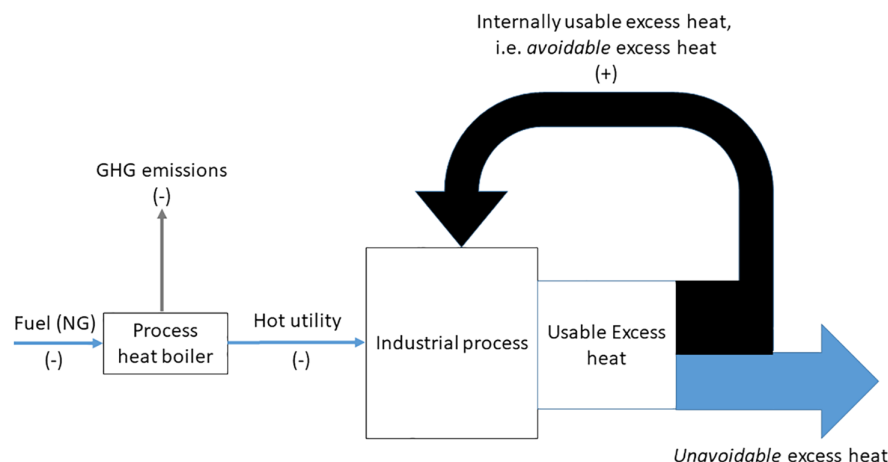 Internally usable excess heat,
i.e. avoidable excess heat
(+)
GHG emissions
(-)
Fuel (NG)
(-)
Process
heat boiler
Hot utility
(-)
Industrial process
Usable Excess
heat
Unavoidable excess heat